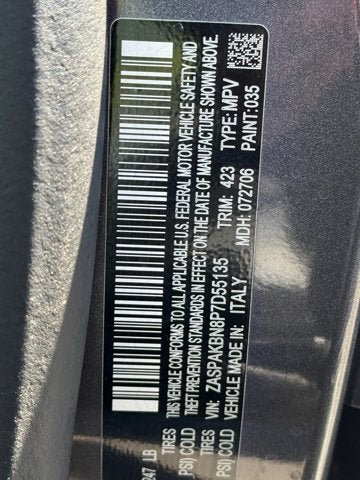 THIS VEHICLE CONFORMS TO ALL APPLICABLE U.S. FEDERAL MOTOR VEHICLE SAFETY AND
PREVENTION STANDARDS IN EFFECT ON THE DATE OF MANUFACTURE SHOWN ABOVE.
VIN: ZASPAKBN8P7D55135 TRIM: 423 TYPE: MPV
VEHICLE MADE IN: ITALY MDH: 072706 PAINT: 035
247 LB
TIRES
PSI) COLD
TIRES
PSI) COLD